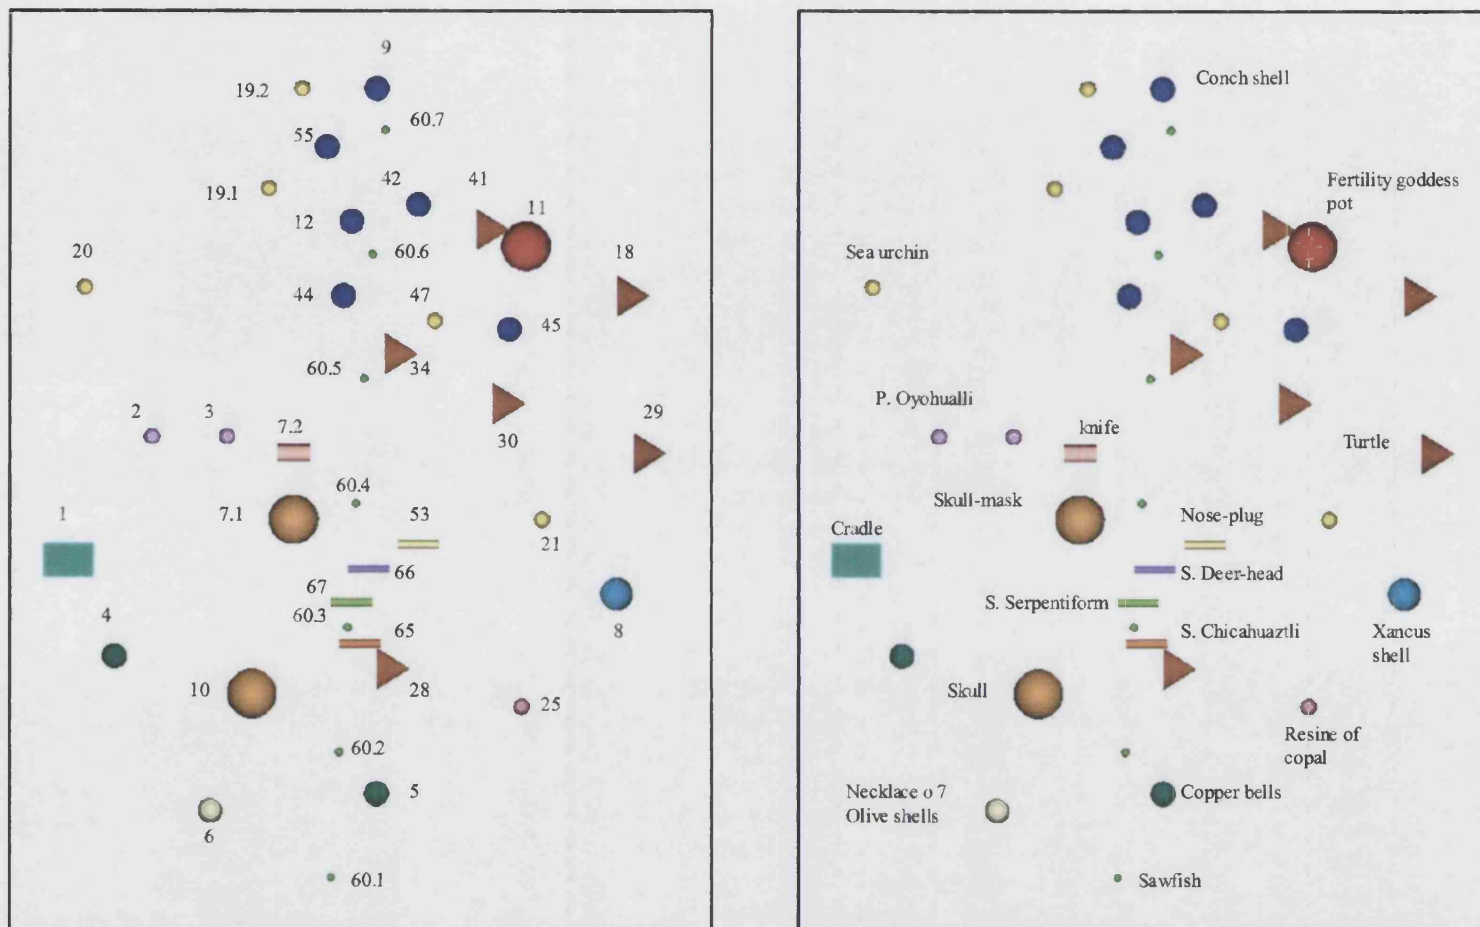 9
19.2
60.7
55
42
41
19.1
11
12
20
60.6
18
44
47
45
60.5
34
2
3
7.2
30
29
60.4
1
7.1
53
21
66
67
60.3
4
65
8
10
28
25
60.2
5
6
60.1
Conch shell
Fertility goddess
pot
Sea urchin
P. Oyohualli
knife
Turtle
Skull-mask
Nose-plug
Cradle
S. Deer-head
S. Serpentiform
S. Chicahuaztli
Xancus
shell
Skull
Resine of
copal
Necklace o 7
Olive shells
Copper bells
Sawfish